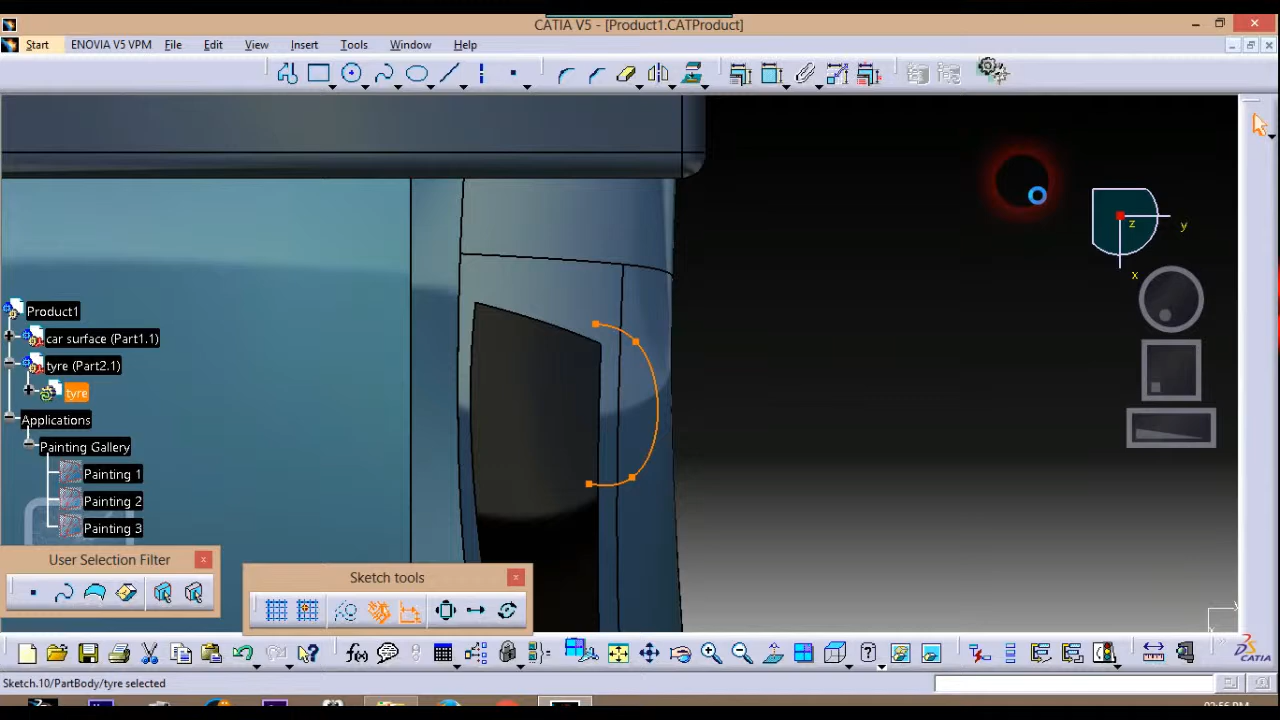 CATIA V5 - [Product1.CATProduct]
Start ENOVIA V5 VPM File Edit View Insert Tools Window Help
z
y
x
Product1
car surface (Part1.1)
tyre (Part2.1)
tyre
Applications
Painting Gallery
Painting 1
Painting 2
Painting 3
User Selection Filter
Sketch tools
f(x)
CATIA
Sketch.10/PartBody/tyre selected